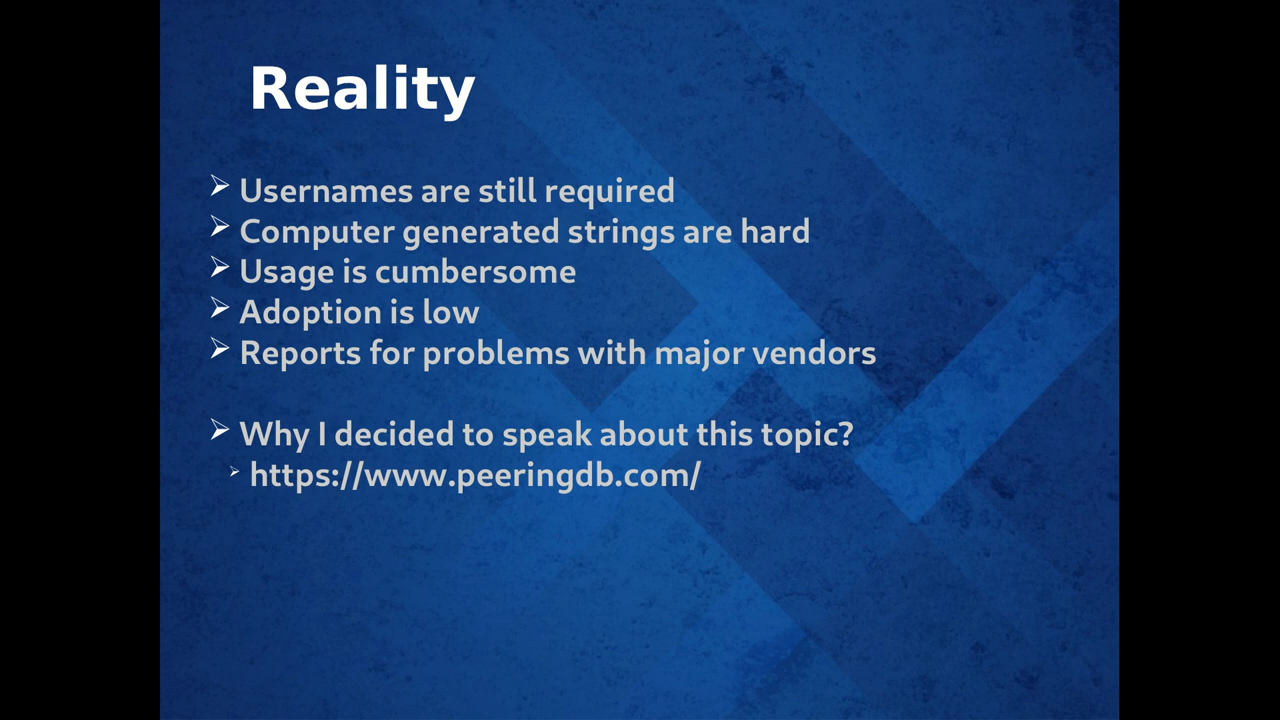 Reality
Usernames are still required
Computer generated strings are hard
Usage is cumbersome
Adoption is low
Reports for problems with major vendors
Why I decided to speak about this topic?
https://www.peeringdb.com/